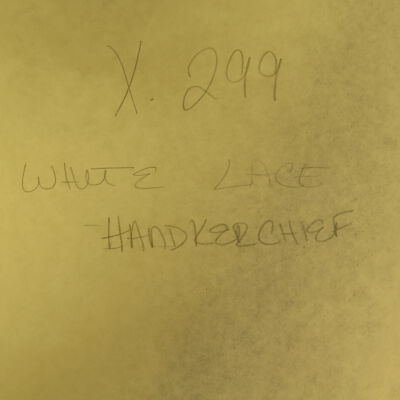 X. 299
WHITE LACE
HANDKERCHIEF